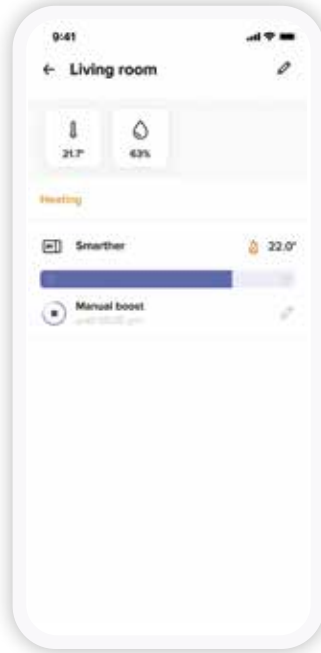 9:41
← Living room
21.7° 63%
Heating
Smarther 22.0°
Manual boost